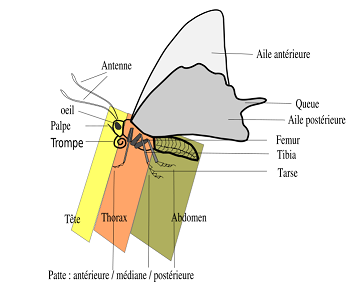 Antenne
Aile antérieure
oeil
Queue
Palpe
Aile postérieure
Trompe
Femur
Tibia
Tarse
Tête
Thorax
Abdomen
Patte : antérieure / médiane / postérieure